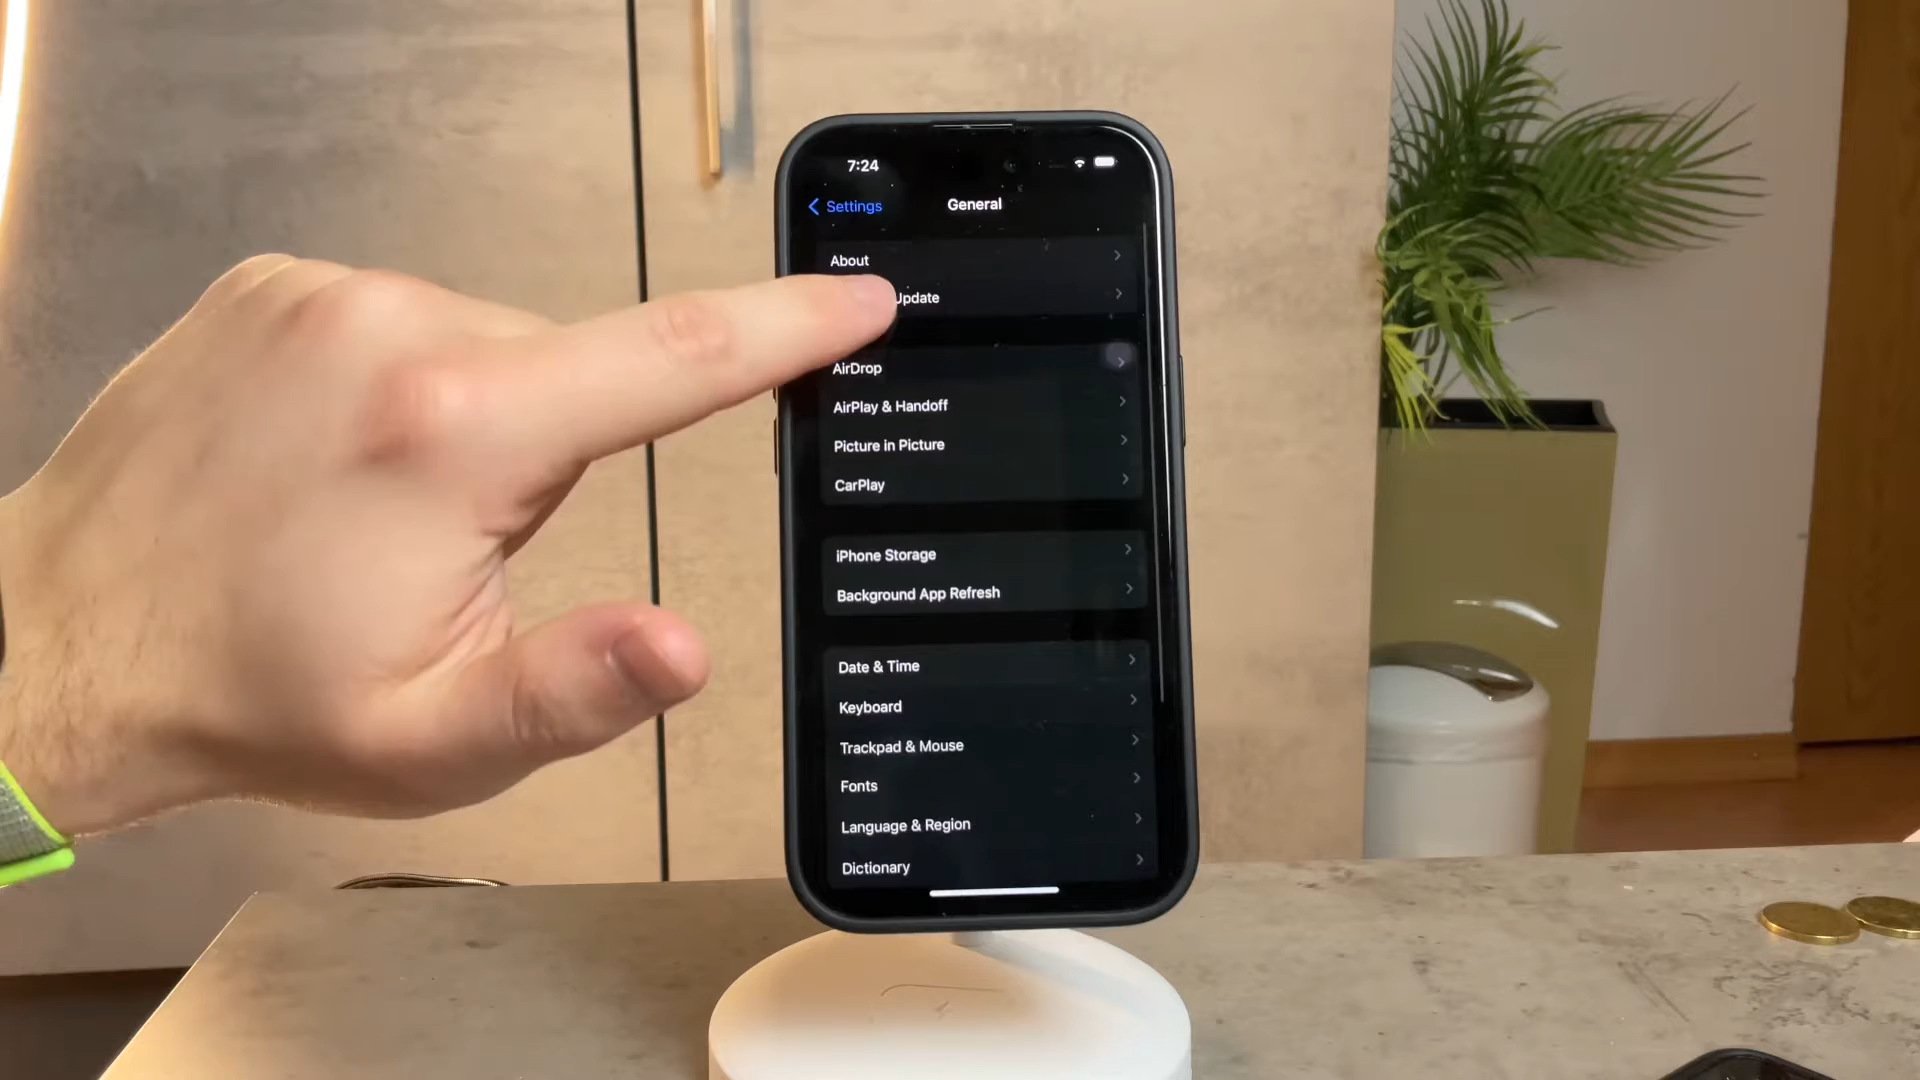 7:24
Settings
General
About
Update
AirDrop
AirPlay & Handoff
Picture in Picture
CarPlay
iPhone Storage
Background App Refresh
Date & Time
Keyboard
Trackpad & Mouse
Fonts
Language & Region
Dictionary